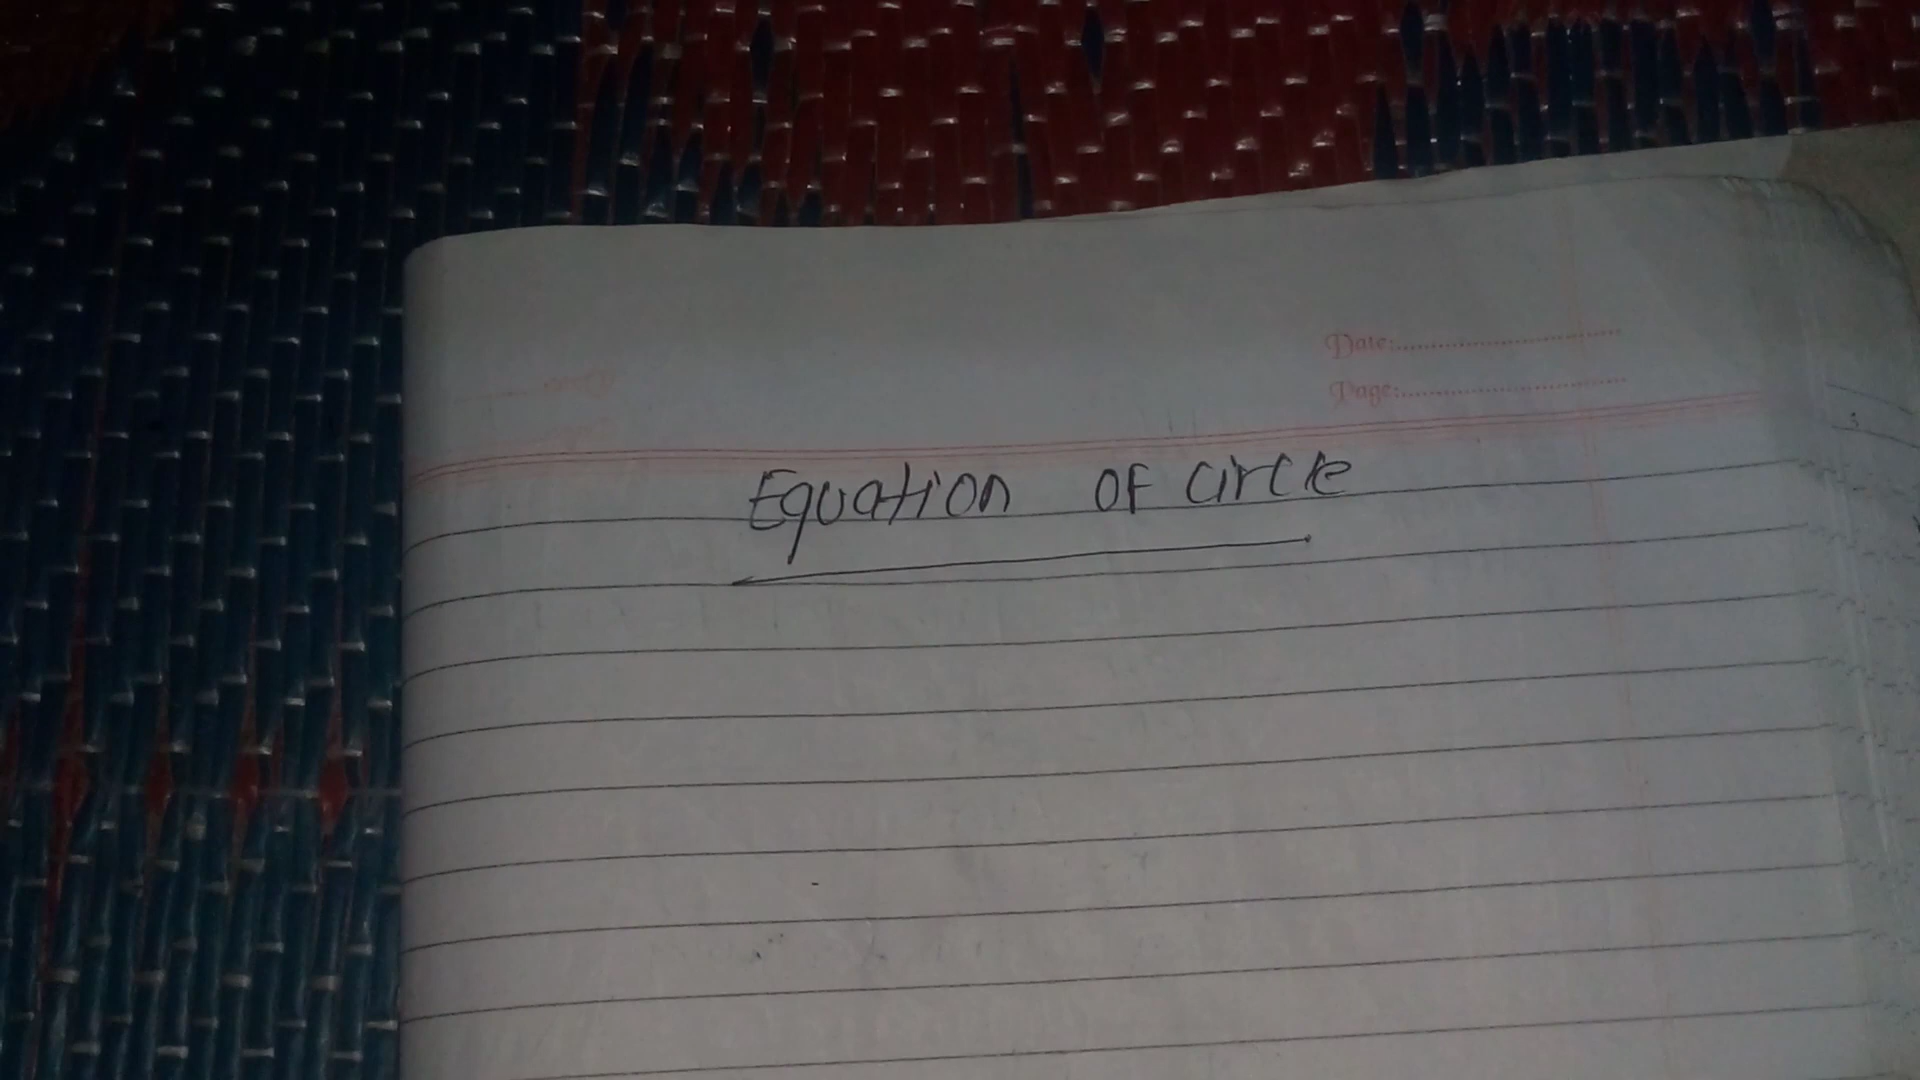 Date:
Page:
Equation of circle